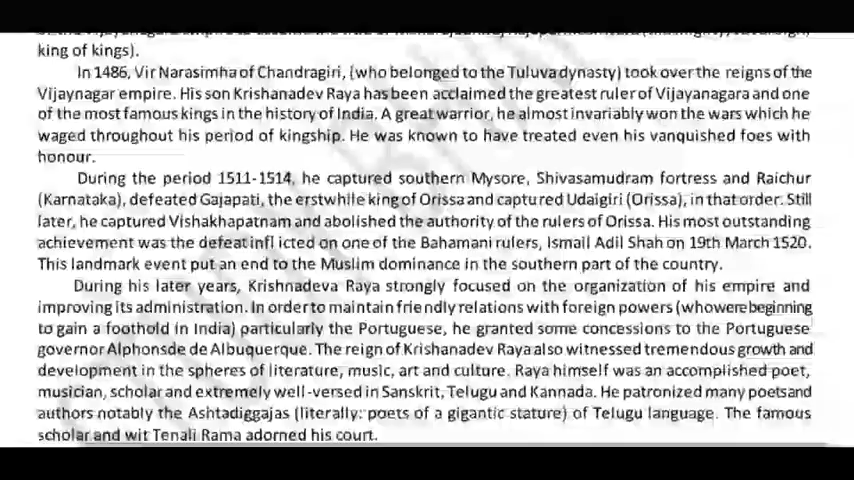 king of kings).
In 1486, Vir Narasimha of Chandragiri, (who belonged to the Tuluva dynasty) took over the reigns of the
Vijaynagar empire. His son Krishanadev Raya has been acclaimed the greatest ruler of Vijayanagara and one
of the most famous kings in the history of India. A great warrior, he almost invariably won the wars which he
waged throughout his period of kingship. He was known to have treated even his vanquished foes with
honour.
During the period 1511-1514, he captured southern Mysore, Shivasamudram fortress and Raichur
(Karnataka), defeated Gajapati, the erstwhile king of Orissa and captured Udaigiri (Orissa), in that order. Still
later, he captured Vishakhapatnam and abolished the authority of the rulers of Orissa. His most outstanding
achievement was the defeat infl icted on one of the Bahamani rulers, Ismail Adil Shah on 19th March 1520.
This landmark event put an end to the Muslim dominance in the southern part of the country.
During his later years, Krishnadeva Raya strongly focused on the organization of his empire and
improving its administration. In order to maintain friendly relations with foreign powers (who were beginning
to gain a foothold in India) particularly the Portuguese, he granted some concessions to the Portuguese
governor Alphonsde de Albuquerque. The reign of Krishanadev Raya also witnessed tremendous growth and
development in the spheres of literature, music, art and culture. Raya himself was an accomplished poet,
musician, scholar and extremely well-versed in Sanskrit, Telugu and Kannada. He patronized many poets and
authors notably the Ashtadiggajas (literally: poets of a gigantic stature) of Telugu language. The famous
scholar and wit Tenali Rama adorned his court.